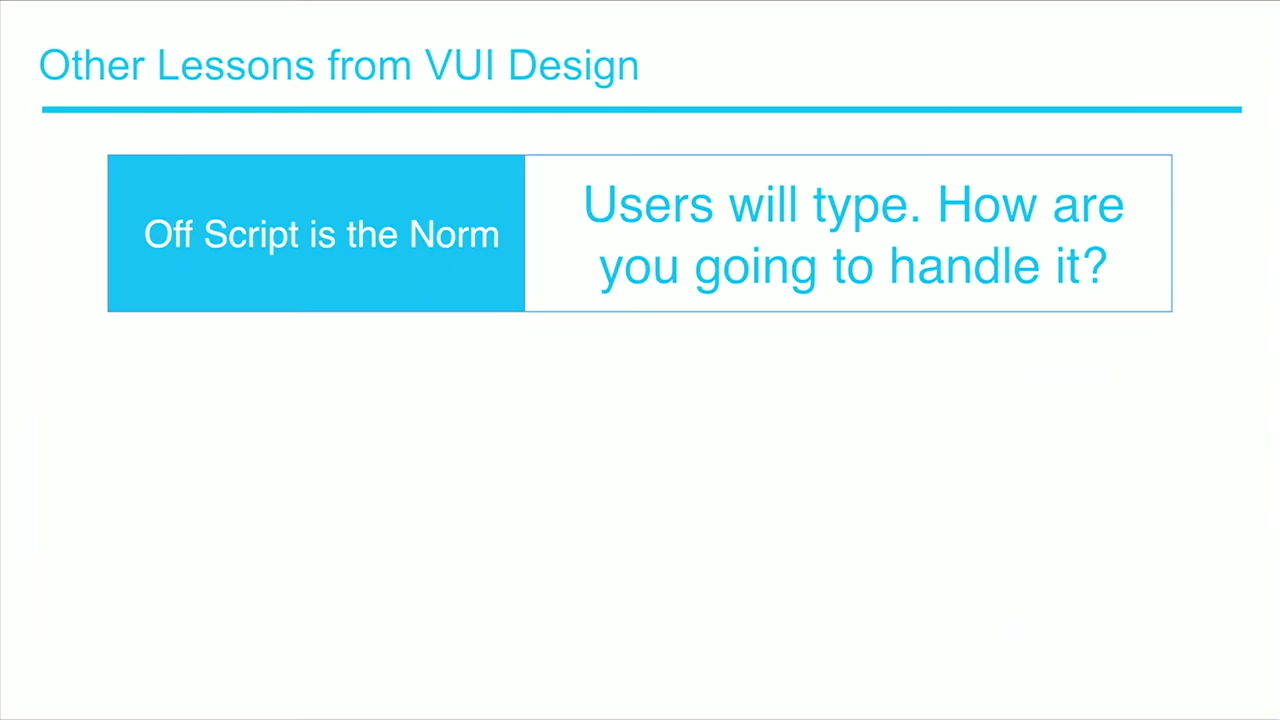 Other Lessons from VUI Design
Off Script is the Norm
Users will type. How are
you going to handle it?